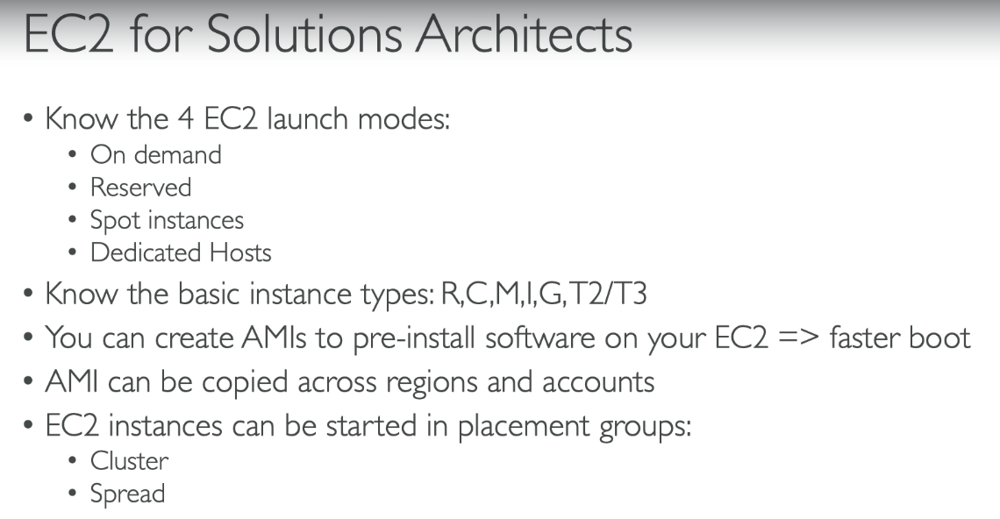 EC2 for Solutions Architects
• Know the 4 EC2 launch modes:
• On demand
• Reserved
• Spot instances
• Dedicated Hosts
• Know the basic instance types: R,C,M,I,G,T2/T3
• You can create AMIs to pre-install software on your EC2 => faster boot
• AMI can be copied across regions and accounts
• EC2 instances can be started in placement groups:
• Cluster
• Spread